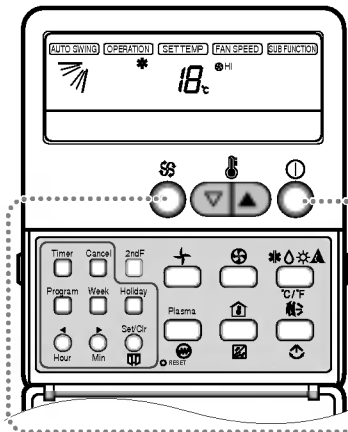 AUTO SWING OPERATION SET TEMP FAN SPEED SUB FUNCTION
18°c HI
Timer Cancel 2ndF
Program Week Holiday
°C/°F
Plasma
Hour Min Set/Clr
RESET